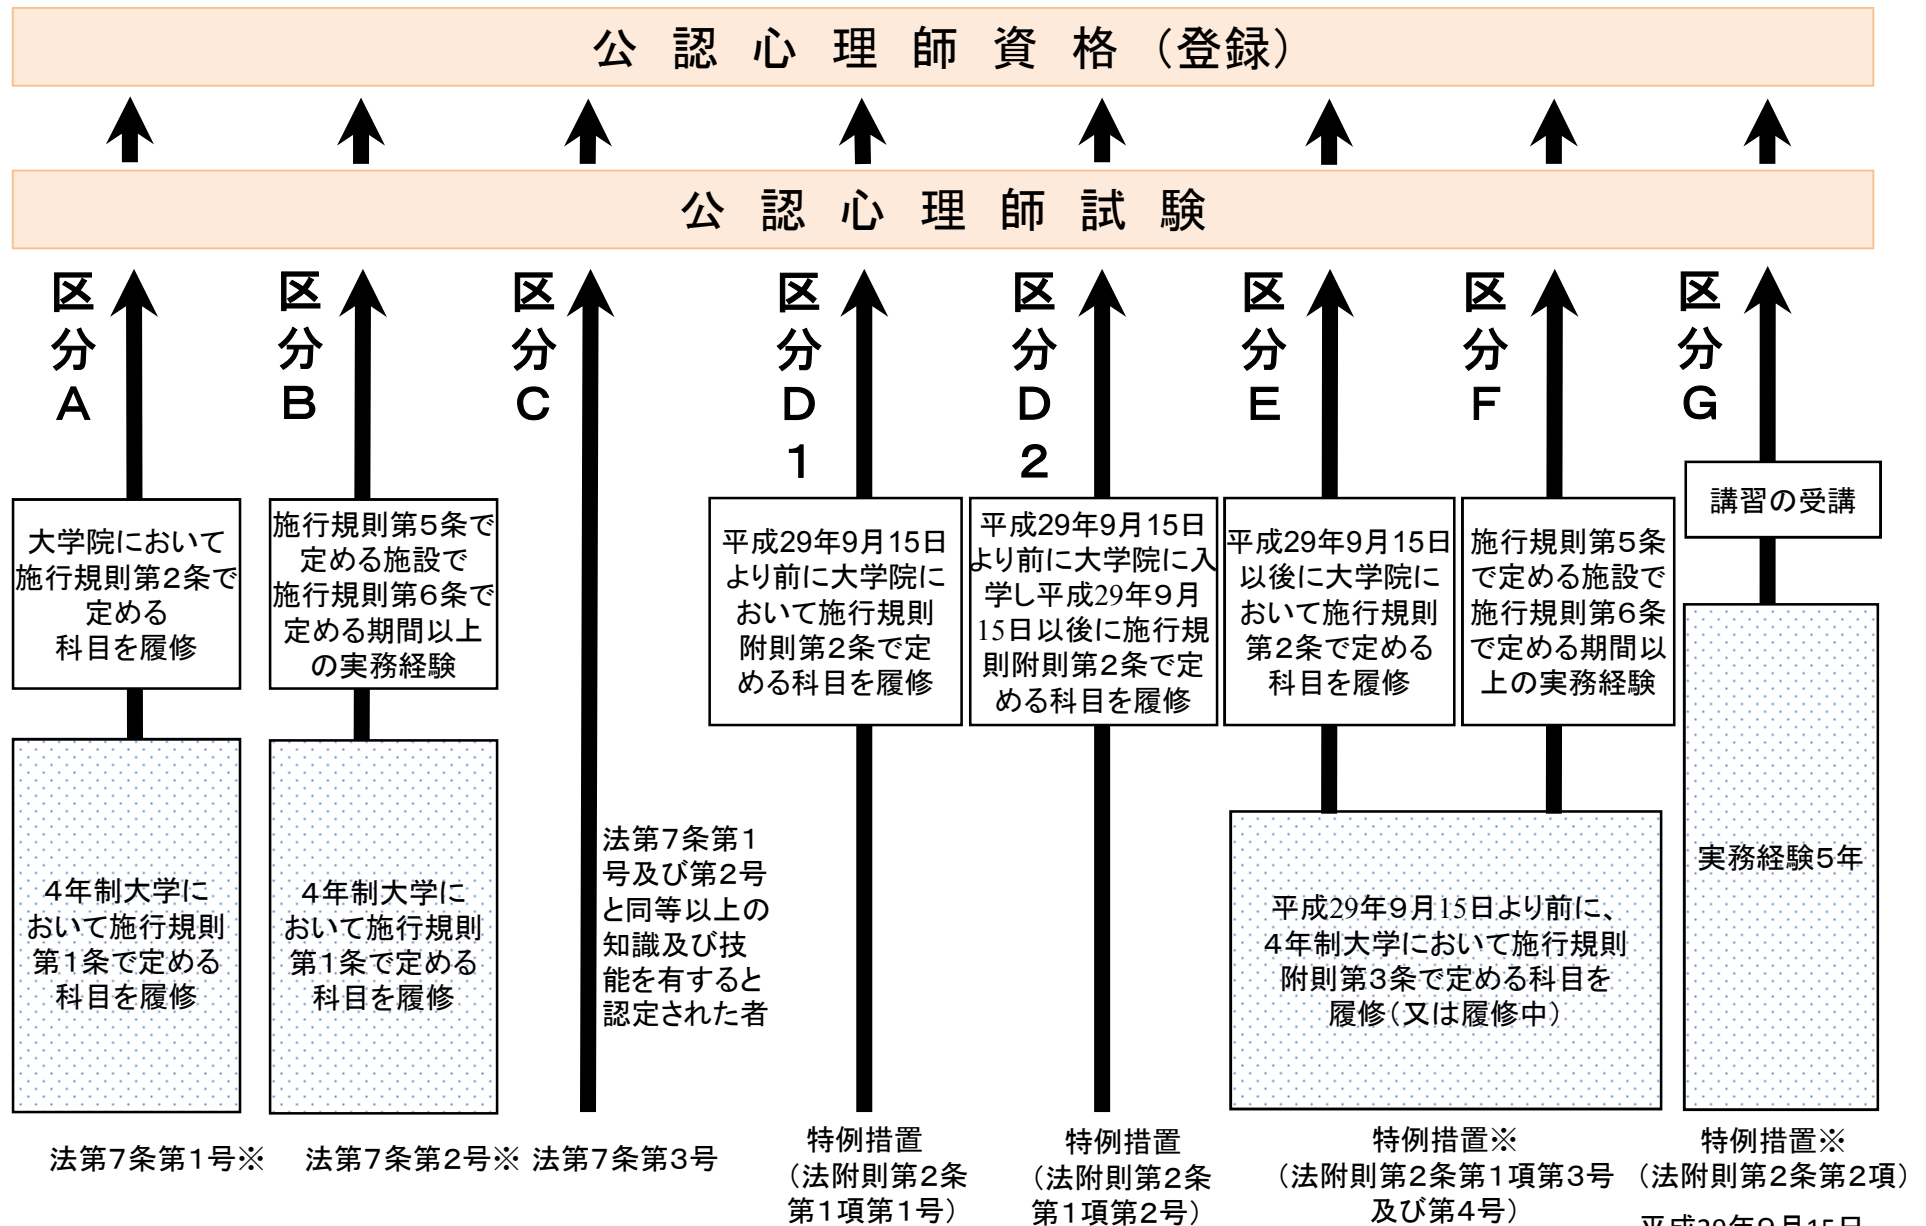 公認心理師資格（登録）
公認心理師試験
区分A
区分B
区分C
区分D1
区分D2
区分E
区分F
区分G
大学院において
施行規則第２条で
定める
科目を履修
施行規則第５条で
定める施設で
施行規則第６条で
定める期間以上
の実務経験
平成29年９月15日
より前に大学院に
おいて施行規則
附則第２条で定
める科目を履修
平成29年９月15日
より前に大学院に入
学し平成29年９月
15日以後に施行規
則附則第２条で定
める科目を履修
平成29年９月15日
以後に大学院に
おいて施行規則
第２条で定める
科目を履修
施行規則第５条
で定める施設で
施行規則第６条
で定める期間以
上の実務経験
講習の受講
４年制大学に
おいて施行規則
第１条で定める
科目を履修
４年制大学に
おいて施行規則
第１条で定める
科目を履修
法第７条第１
号及び第２号
と同等以上の
知識及び技
能を有すると
認定された者
平成29年９月15日より前に、
４年制大学において施行規則
附則第３条で定める科目を
履修（又は履修中）
実務経験５年
法第７条第１号※
法第７条第２号※
法第７条第３号
特例措置
（法附則第２条
第１項第１号）
特例措置
（法附則第２条
第１項第２号）
特例措置※
（法附則第２条第１項第３号
及び第４号）
特例措置※
（法附則第２条第２項）
平成29年９月15日